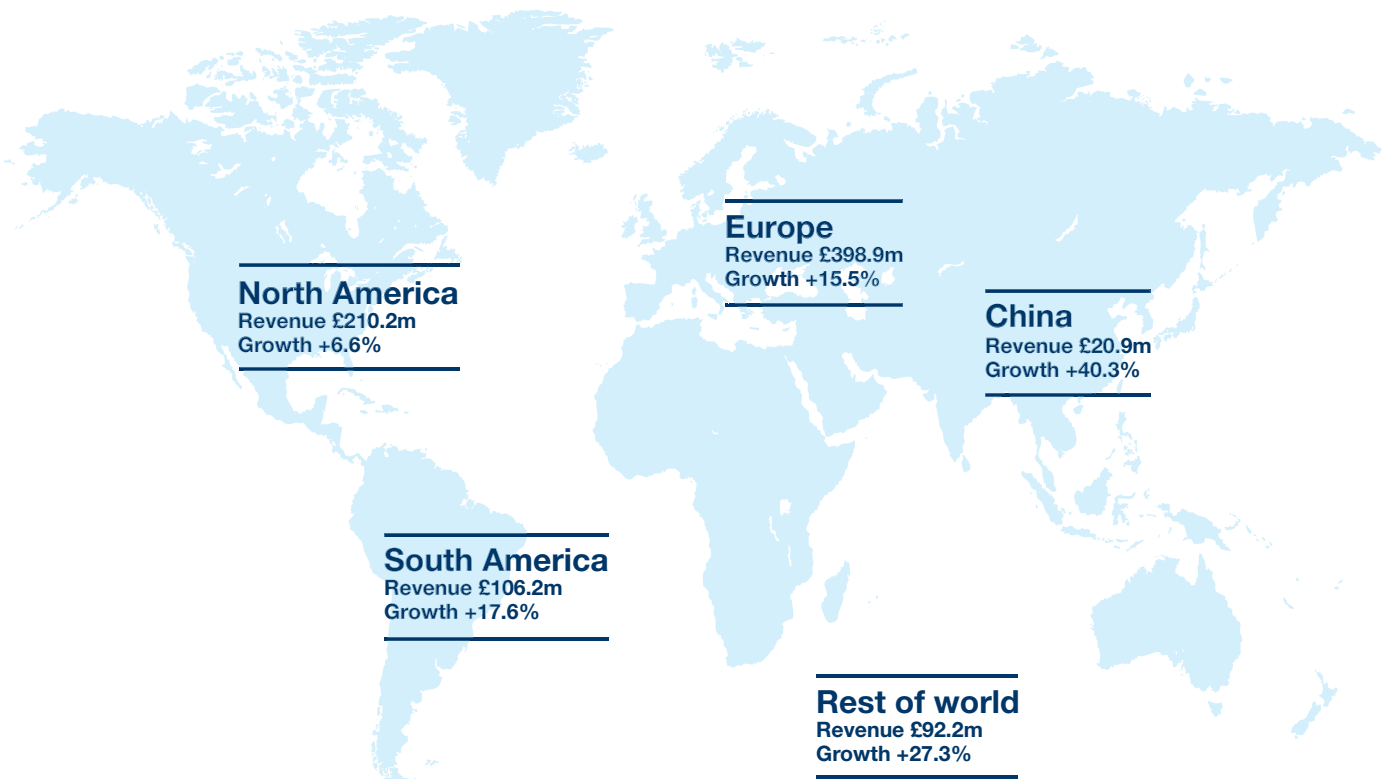 Europe
Revenue £398.9m
Growth +15.5%
North America
Revenue £210.2m
Growth +6.6%
China
Revenue £20.9m
Growth +40.3%
South America
Revenue £106.2m
Growth +17.6%
Rest of world
Revenue £92.2m
Growth +27.3%